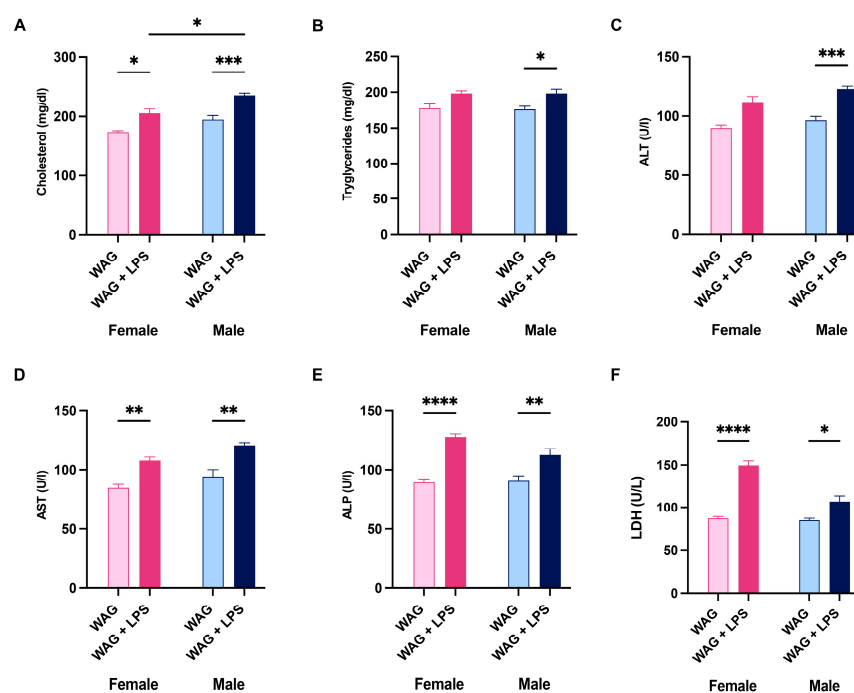 A
*
*
***
Cholesterol (mg/dl)
300
200
100
0
WAG
WAG + LPS
WAG
WAG + LPS
Female
Male
B
*
Tryglycerides (mg/dl)
250
200
150
100
50
0
WAG
WAG + LPS
WAG
WAG + LPS
Female
Male
C
***
ALT (U/l)
150
100
50
0
WAG
WAG + LPS
WAG
WAG + LPS
Female
Male
D
**
**
AST (U/l)
150
100
50
0
WAG
WAG + LPS
WAG
WAG + LPS
Female
Male
E
****
**
ALP (U/l)
150
100
50
0
WAG
WAG + LPS
WAG
WAG + LPS
Female
Male
F
****
*
LDH (U/L)
200
150
100
50
0
WAG
WAG + LPS
WAG
WAG + LPS
Female
Male